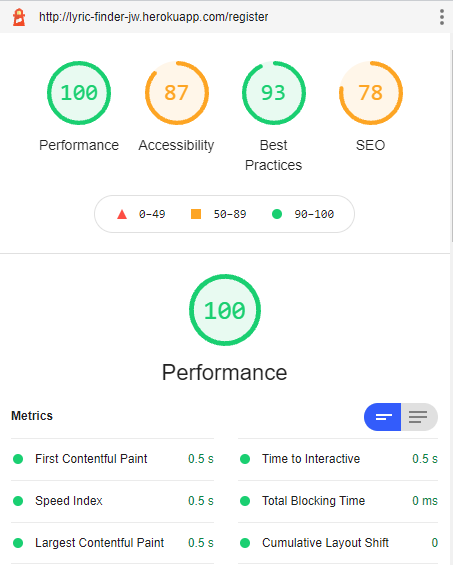 http://lyric-finder-jw.herokuapp.com/register
100 87 93 78
Performance Accessibility Best Practices SEO
0–49 50–89 90–100
100
Performance
Metrics
First Contentful Paint 0.5 s
Time to Interactive 0.5 s
Speed Index 0.5 s
Total Blocking Time 0 ms
Largest Contentful Paint 0.5 s
Cumulative Layout Shift 0